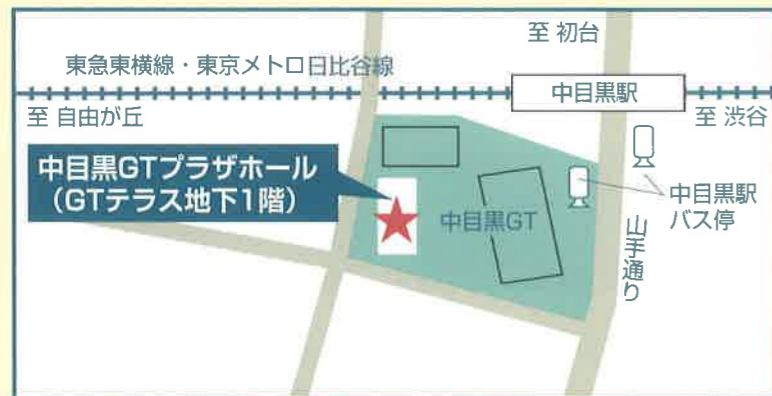 至 初台
東急東横線・東京メトロ日比谷線
中目黒駅
至 自由が丘
至 渋谷
中目黒GTプラザホール
（GTテラス地下1階）
中目黒GT
中目黒駅
バス停
山手通り